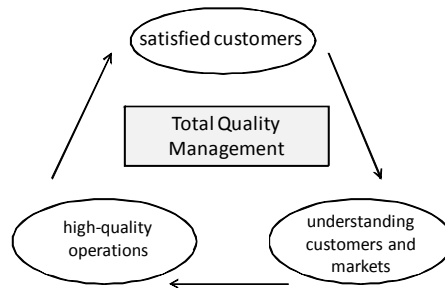 satisfied customers
Total Quality
Management
high-quality
operations
understanding
customers and
markets